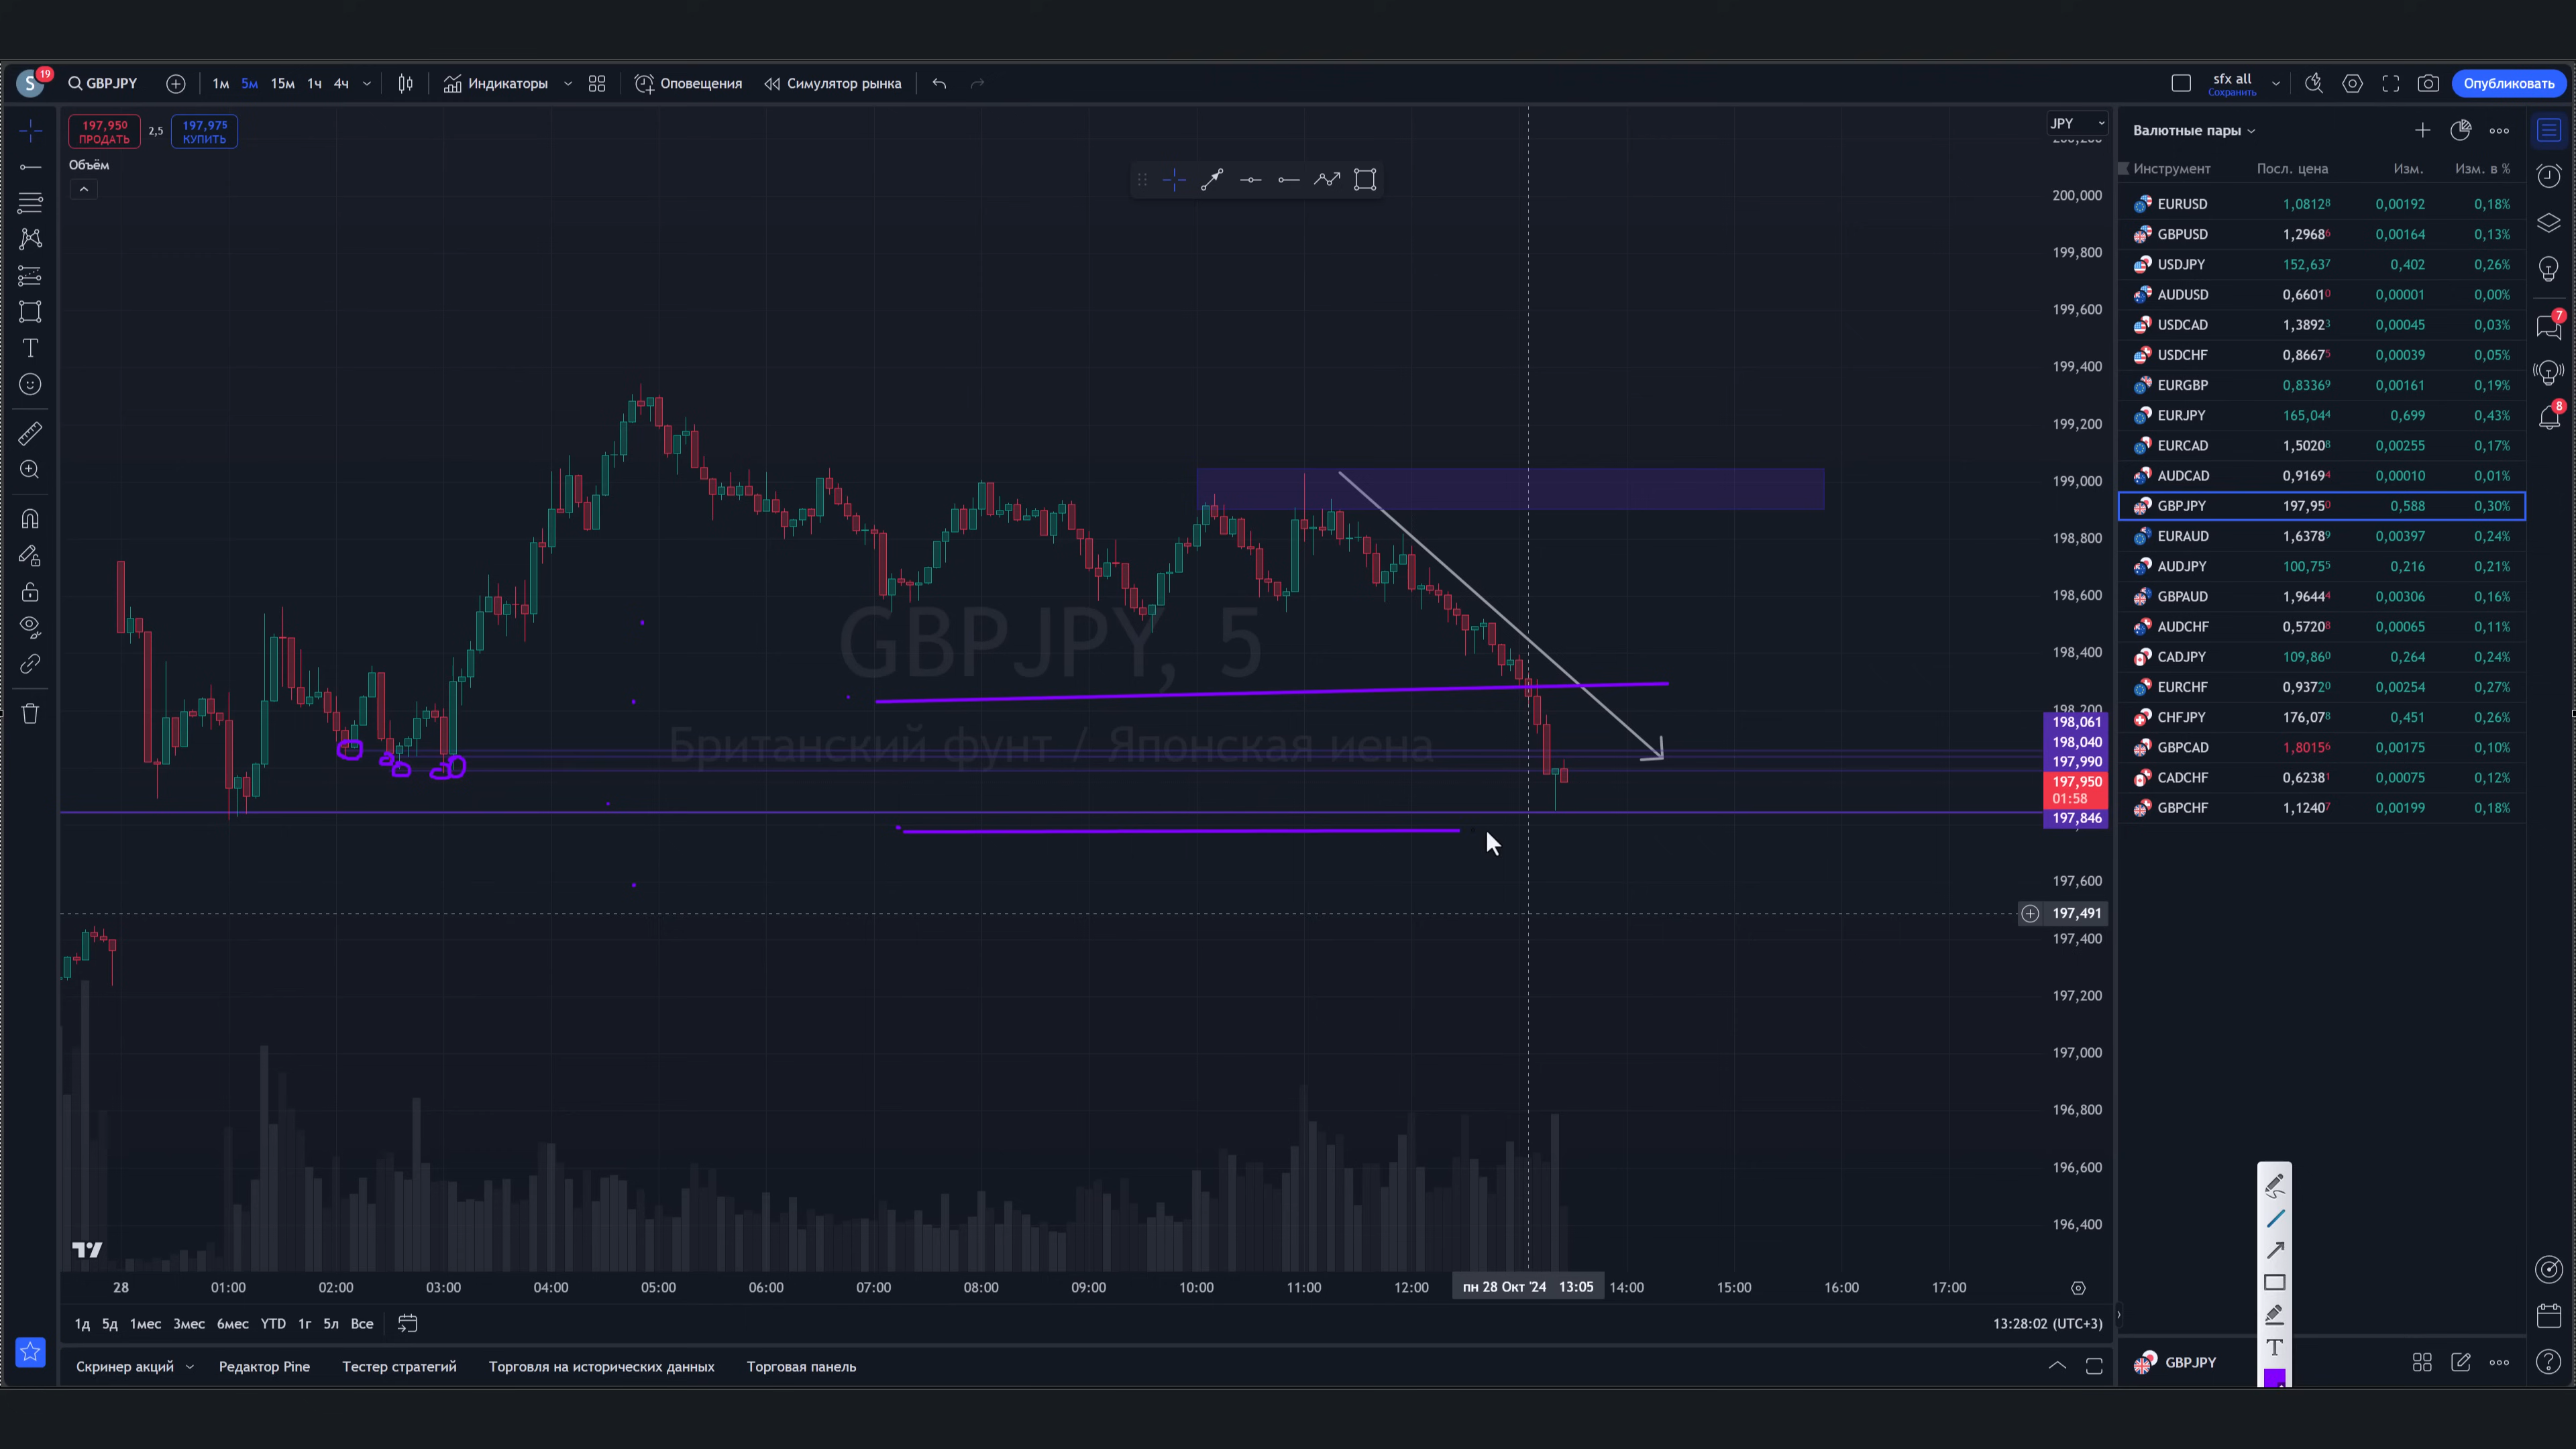 S 19 GBPJPY 1м 5м 15м 1ч 4ч Индикаторы Оповещения Симулятор рынка sfx all Сохранить Опубликовать
197,950 ПРОДАТЬ 2,5 197,975 КУПИТЬ
Объём
JPY
200,000
199,800
199,600
199,400
199,200
199,000
198,800
198,600
198,400
198,200
198,061
198,040
197,990
197,950
01:58
197,846
197,600
197,491
197,400
197,200
197,000
196,800
196,600
196,400
GBPJPY, 5
Британский фунт / Японская иена
28 01:00 02:00 03:00 04:00 05:00 06:00 07:00 08:00 09:00 10:00 11:00 12:00 пн 28 Окт '24 13:05 14:00 15:00 16:00 17:00
1д 5д 1мес 3мес 6мес YTD 1г 5л Все 13:28:02 (UTC+3)
Скринер акций Редактор Pine Тестер стратегий Торговля на исторических данных Торговая панель
Валютные пары
Инструмент Посл. цена Изм. Изм. в %
EURUSD 1,08128 0,00192 0,18%
GBPUSD 1,29686 0,00164 0,13%
USDJPY 152,637 0,402 0,26%
AUDUSD 0,66010 0,00001 0,00%
USDCAD 1,38923 0,00045 0,03%
USDCHF 0,86675 0,00039 0,05%
EURGBP 0,83369 0,00161 0,19%
EURJPY 165,044 0,699 0,43%
EURCAD 1,50208 0,00255 0,17%
AUDCAD 0,91694 0,00010 0,01%
GBPJPY 197,950 0,588 0,30%
EURAUD 1,63789 0,00397 0,24%
AUDJPY 100,755 0,216 0,21%
GBPAUD 1,96444 0,00306 0,16%
AUDCHF 0,57208 0,00065 0,11%
CADJPY 109,860 0,264 0,24%
EURCHF 0,93720 0,00254 0,27%
CHFJPY 176,078 0,451 0,26%
GBPCAD 1,80156 0,00175 0,10%
CADCHF 0,62381 0,00075 0,12%
GBPCHF 1,12407 0,00199 0,18%
7
8
T
GBPJPY